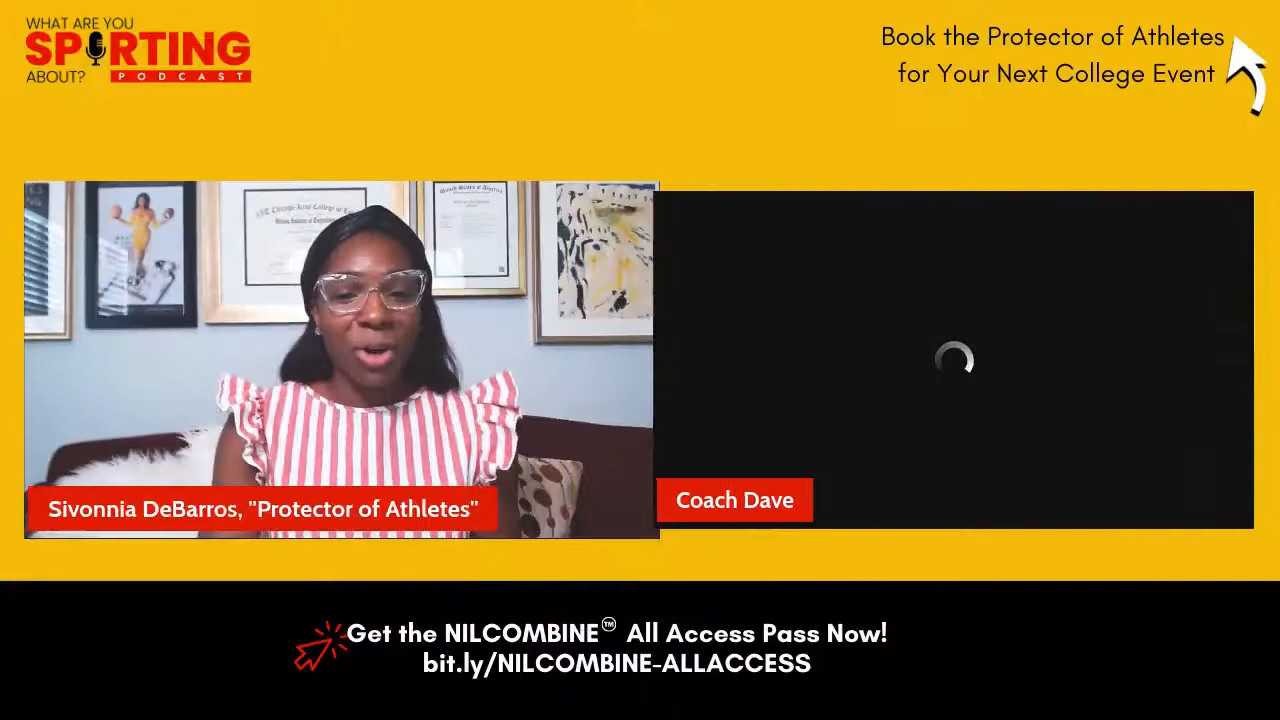 WHAT ARE YOU
SPORTING
ABOUT? PODCAST
Book the Protector of Athletes
for Your Next College Event
Sivonnia DeBarros, "Protector of Athletes"
Coach Dave
Get the NILCOMBINE™ All Access Pass Now!
bit.ly/NILCOMBINE-ALLACCESS